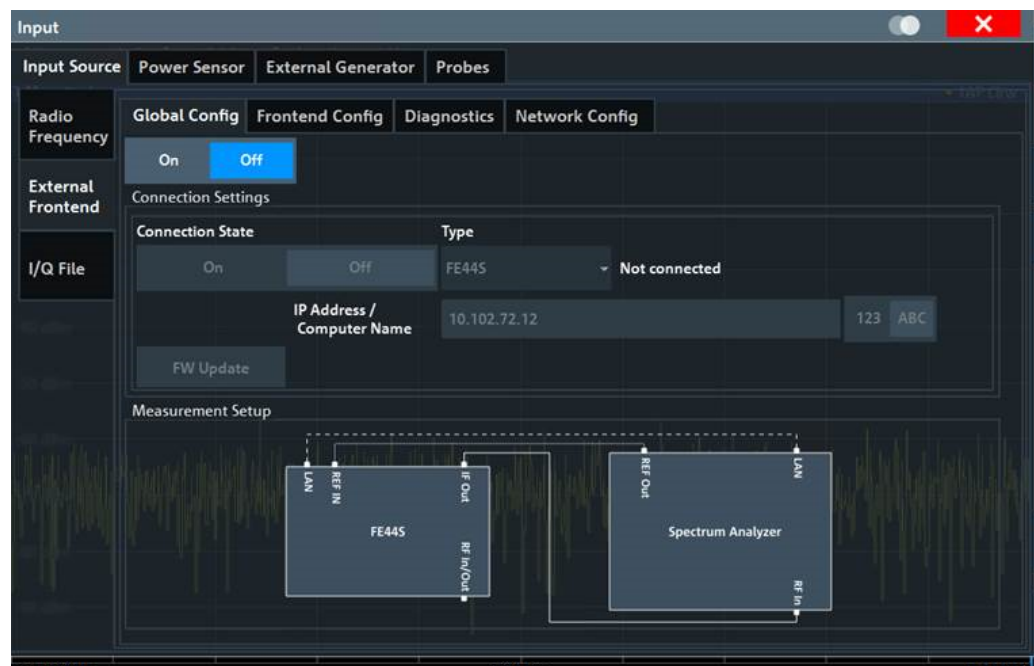 Input
Input Source Power Sensor External Generator Probes
Radio
Frequency
External
Frontend
I/Q File
Global Config Frontend Config Diagnostics Network Config
On Off
Connection Settings
Connection State Type
On Off FE44S Not connected
IP Address /
Computer Name 10.102.72.12 123 ABC
FW Update
Measurement Setup
LAN REF IN IF Out REF Out LAN
FE44S Spectrum Analyzer
RF In/Out RF In